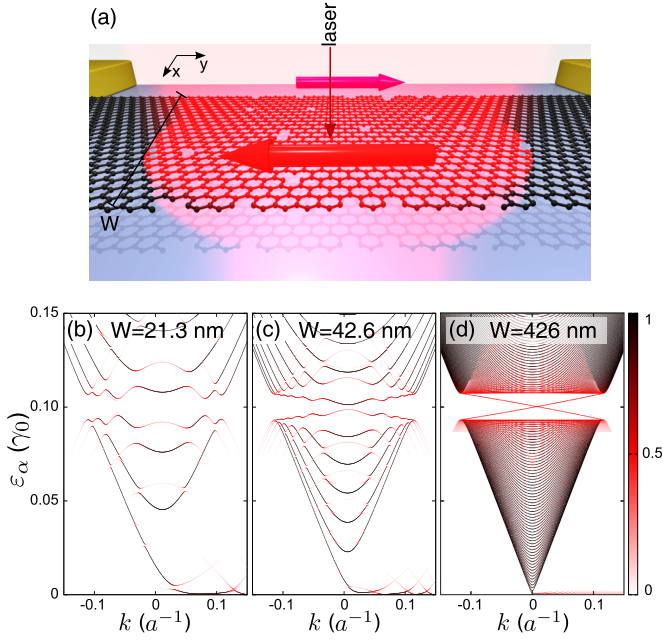 (a)
laser
x
y
W
(b) W=21.3 nm
(c) W=42.6 nm
(d) W=426 nm
0.15
0.10
0.05
0
εα (γ0)
-0.1 0 0.1
-0.1 0 0.1
-0.1 0 0.1
k (a⁻¹)
k (a⁻¹)
k (a⁻¹)
1
0.5
0